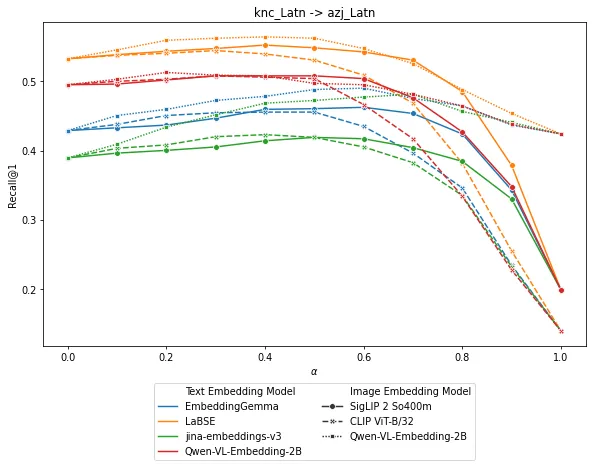 knc_Latn -> azj_Latn
Recall@1
0.5
0.4
0.3
0.2
0.0 0.2 0.4 0.6 0.8 1.0
α
Text Embedding Model Image Embedding Model
EmbeddingGemma SigLIP 2 So400m
LaBSE CLIP ViT-B/32
jina-embeddings-v3 Qwen-VL-Embedding-2B
Qwen-VL-Embedding-2B